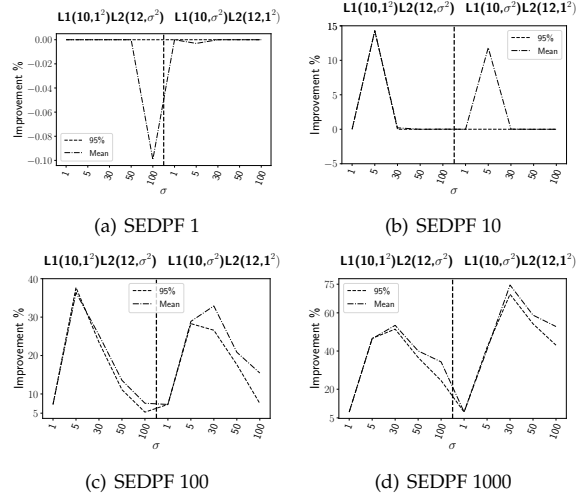 L1(10,1²)L2(12,σ²) L1(10,σ²)L2(12,1²)
0.00
−0.02
−0.04
−0.06
−0.08
−0.10
Improvement %
95%
Mean
1 5 30 50 100 1 5 30 50 100
σ
(a) SEDPF 1
L1(10,1²)L2(12,σ²) L1(10,σ²)L2(12,1²)
15
10
5
0
−5
Improvement %
95%
Mean
1 5 30 50 100 1 5 30 50 100
σ
(b) SEDPF 10
L1(10,1²)L2(12,σ²) L1(10,σ²)L2(12,1²)
40
30
20
10
5
Improvement %
95%
Mean
1 5 30 50 100 1 5 30 50 100
σ
(c) SEDPF 100
L1(10,1²)L2(12,σ²) L1(10,σ²)L2(12,1²)
75
60
40
20
5
Improvement %
95%
Mean
1 5 30 50 100 1 5 30 50 100
σ
(d) SEDPF 1000